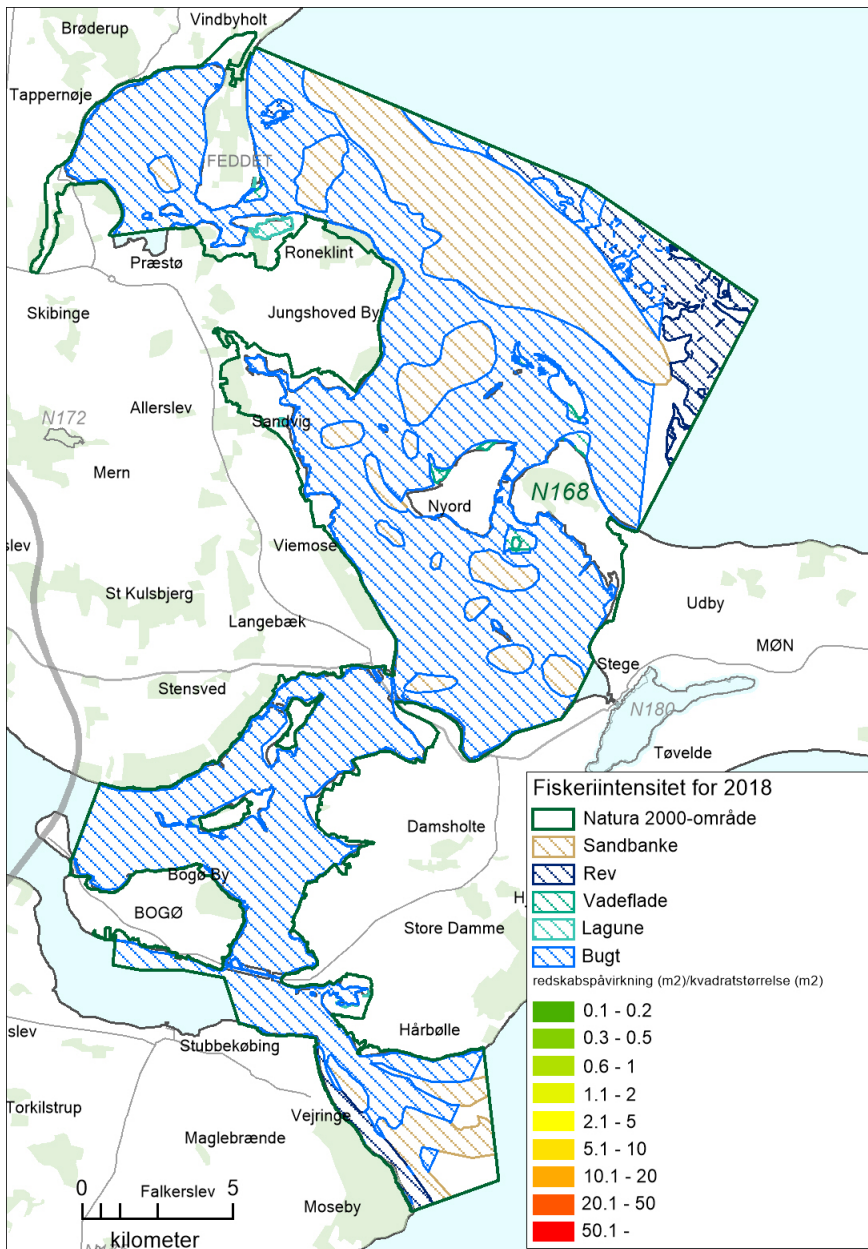 Vindbyholt
Brøderup
Tappernøje
FEDDET
Præstø
Roneklint
Skibinge
Jungshoved By
Allerslev
N172
Sandvig
Mern
Nyord
N168
slev
Viemose
St Kulsbjerg
Udby
Langebæk
MØN
Stensved
Stege
N180
Tøvelde
Damsholte
Bogø By
BOGØ
Store Damme
slev
Stubbekøbing
Hårbølle
Torkilstrup
Vejringe
Maglebrænde
Falkerslev
Moseby
0 5
kilometer
Fiskeriintensitet for 2018
Natura 2000-område
Sandbanke
Rev
Vadeflade
Lagune
Bugt
redskabspåvirkning (m2)/kvadratstørrelse (m2)
0.1 - 0.2
0.3 - 0.5
0.6 - 1
1.1 - 2
2.1 - 5
5.1 - 10
10.1 - 20
20.1 - 50
50.1 -